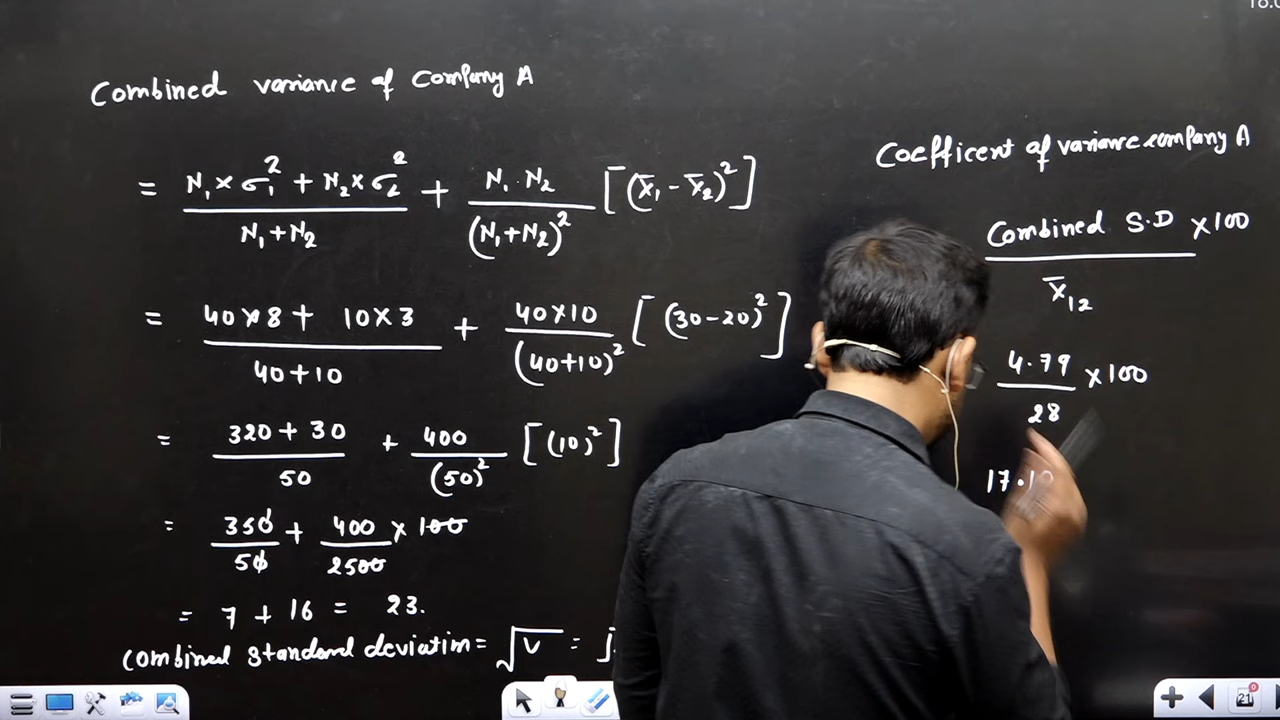 Combined variance of Company A
= N₁ × σ₁² + N₂ × σ₂² / N₁ + N₂ + N₁ . N₂ / (N₁ + N₂)² [(x̄₁ - x̄₂)²]
= 40 × 8 + 10 × 3 / 40 + 10 + 40 × 10 / (40 + 10)² [(30 - 20)²]
= 320 + 30 / 50 + 400 / (50)² [(10)²]
= 350 / 50 + 400 / 2500 × 100
= 7 + 16 = 23.
Combined standard deviation = √V =
Coefficent of variance company A
Combined S.D / x̄₁₂ × 100
4.79 / 28 × 100
21